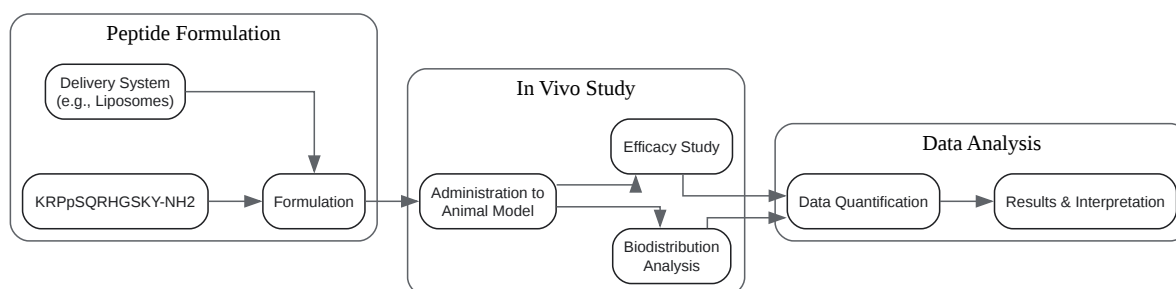 Peptide Formulation
Delivery System
(e.g., Liposomes)
KRPpSQRHGSKY-NH2
Formulation
In Vivo Study
Administration to
Animal Model
Efficacy Study
Biodistribution
Analysis
Data Analysis
Data Quantification
Results & Interpretation